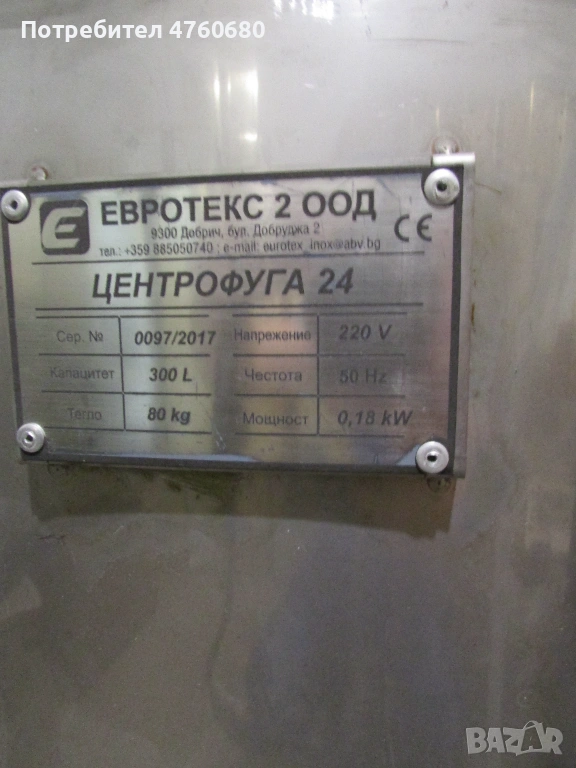 Потребител 4760680
ЕВРОТЕКС 2 ООД
9300 Добрич, бул. Добруджа 2
тел.: +359 885050740 ; e-mail: eurotex_inox@abv.bg
CE
ЦЕНТРОФУГА 24
Сер. № 0097/2017 Напрежение 220 V
Капацитет 300 L Честота 50 Hz
Тегло 80 kg Мощност 0,18 kW
BAZAR